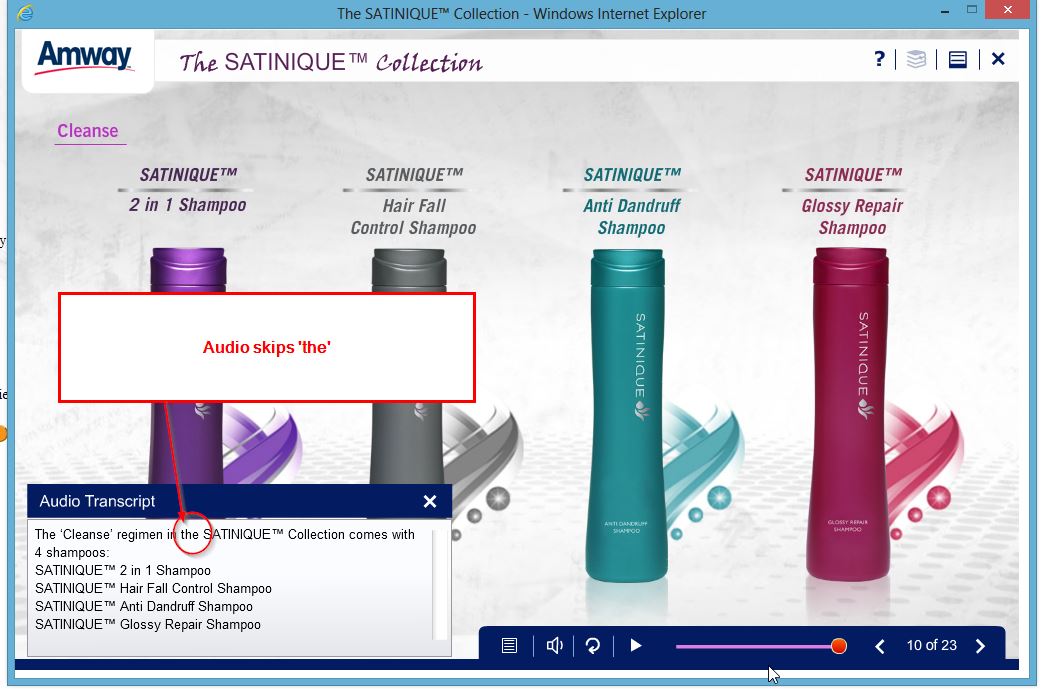 The SATINIQUE™ Collection - Windows Internet Explorer
Amway
The SATINIQUE™ Collection
?
Cleanse
SATINIQUE™
2 in 1 Shampoo
SATINIQUE™
Hair Fall
Control Shampoo
SATINIQUE™
Anti Dandruff
Shampoo
SATINIQUE™
Glossy Repair
Shampoo
SATINIQUE
SATINIQUE
Audio skips 'the'
ANTI DANDRUFF
SHAMPOO
GLOSSY REPAIR
SHAMPOO
Audio Transcript
The ‘Cleanse’ regimen in the SATINIQUE™ Collection comes with
4 shampoos:
SATINIQUE™ 2 in 1 Shampoo
SATINIQUE™ Hair Fall Control Shampoo
SATINIQUE™ Anti Dandruff Shampoo
SATINIQUE™ Glossy Repair Shampoo
10 of 23